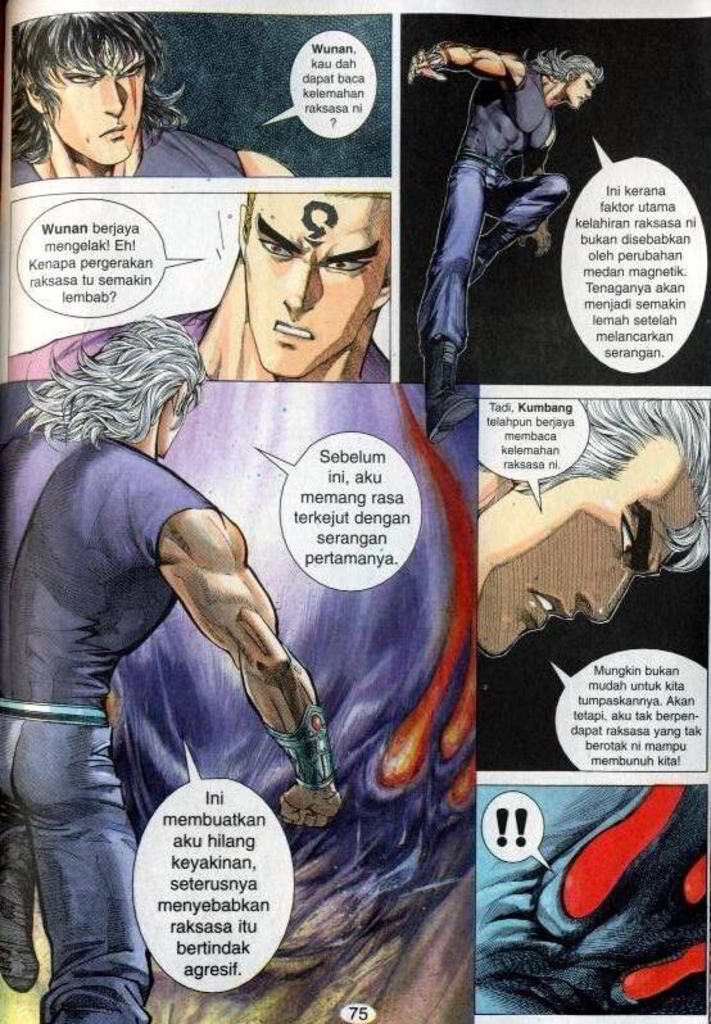 Wunan,
kau dah
dapat baca
kelemahan
raksasa ni
?
Ini kerana
faktor utama
kelahiran raksasa ni
bukan disebabkan
oleh perubahan
medan magnetik.
Tenaganya akan
menjadi semakin
lemah setelah
melancarkan
serangan.
Wunan berjaya
mengelak! Eh!
Kenapa pergerakan
raksasa tu semakin
lembab?
Sebelum
ini, aku
memang rasa
terkejut dengan
serangan
pertamanya.
Ini
membuatkan
aku hilang
keyakinan,
seterusnya
menyebabkan
raksasa itu
bertindak
agresif.
Tadi, Kumbang
telahpun berjaya
membaca
kelemahan
raksasa ni.
Mungkin bukan
mudah untuk kita
tumpaskannya. Akan
tetapi, aku tak berpen-
dapat raksasa yang tak
berotak ni mampu
membunuh kita!
!!
75